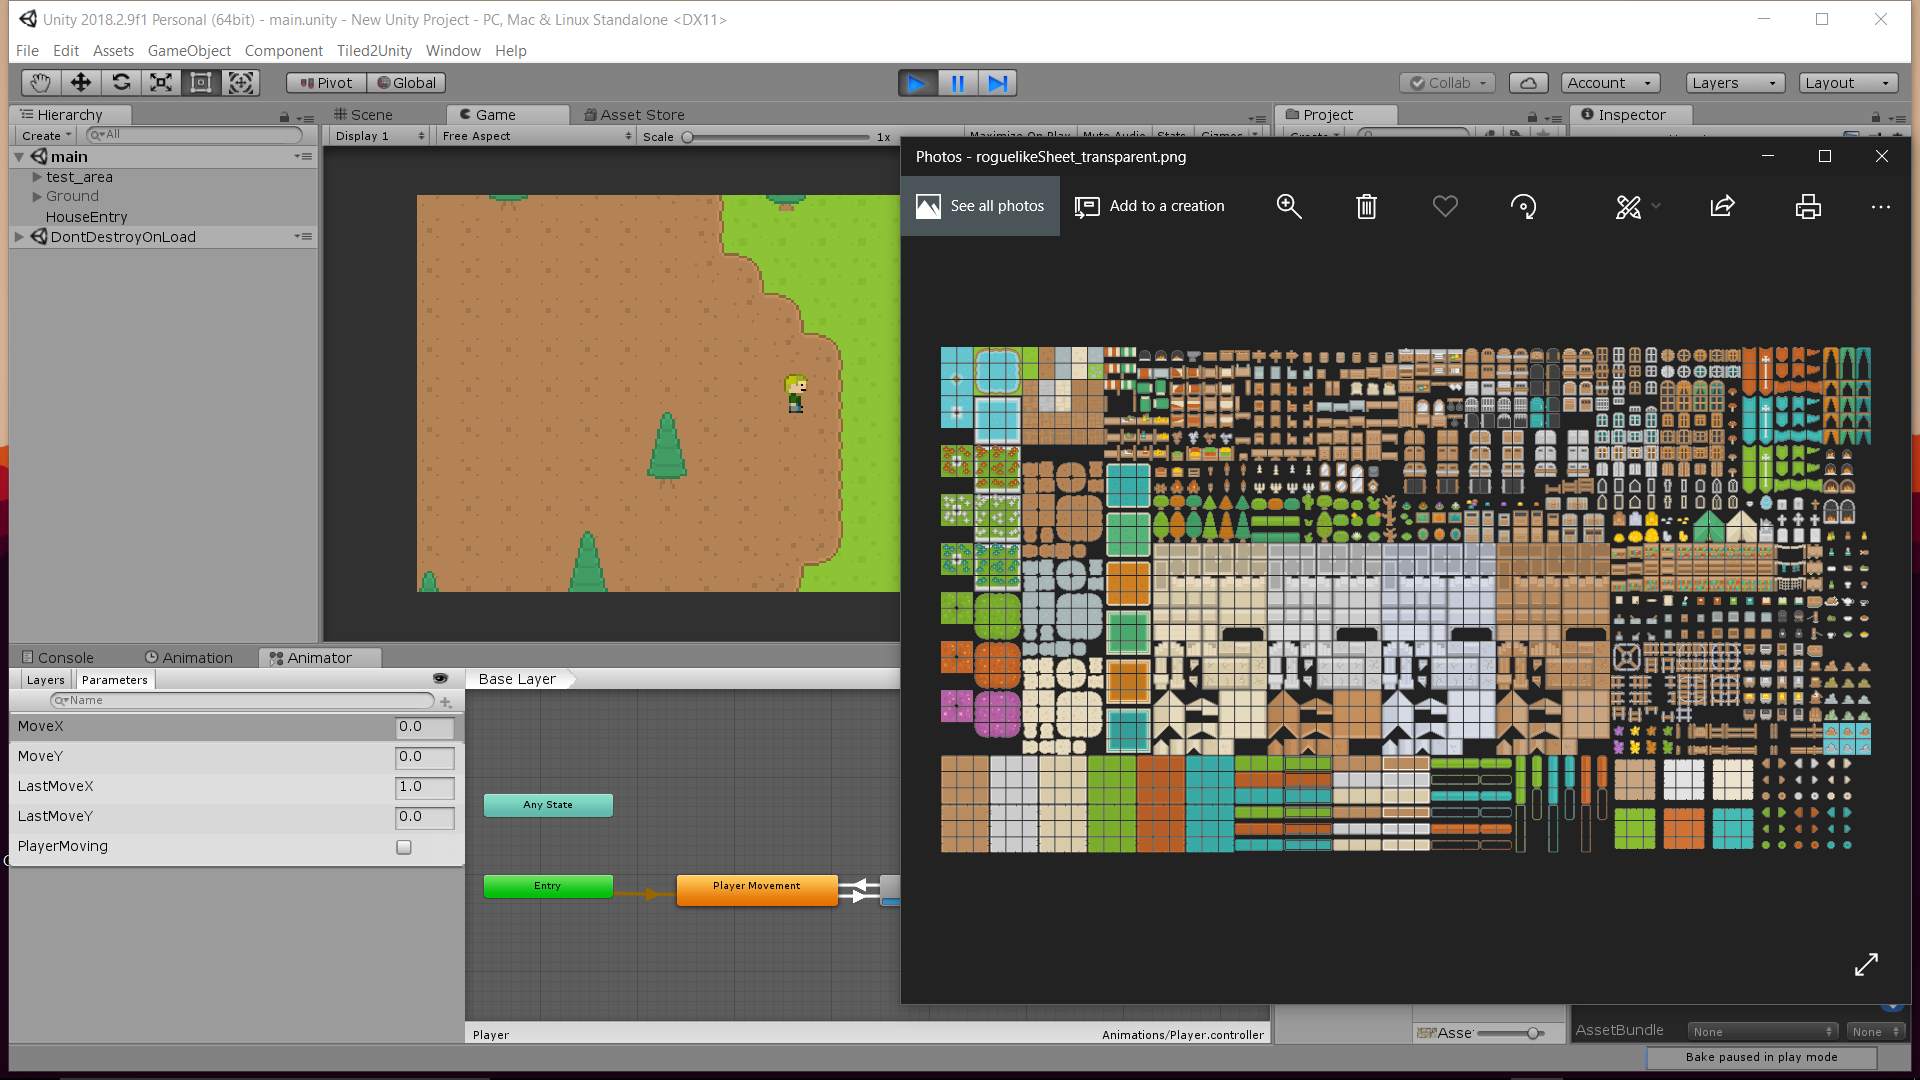 Unity 2018.2.9f1 Personal (64bit) - main.unity - New Unity Project - PC, Mac & Linux Standalone <DX11>
File Edit Assets GameObject Component Tiled2Unity Window Help
Pivot Global Collab Account Layers Layout
Hierarchy Scene Game Asset Store Project Inspector
Create All Display 1 Free Aspect Scale 1x Maximize On Play Mute Audio Stats Gizmos Create
main
test_area
Ground
HouseEntry
DontDestroyOnLoad
Photos - roguelikeSheet_transparent.png
See all photos Add to a creation
Console Animation Animator
Layers Parameters Base Layer
Name
MoveX 0.0
MoveY 0.0
LastMoveX 1.0
LastMoveY 0.0
PlayerMoving
Any State
Entry Player Movement
Player Animations/Player.controller
Asse
AssetBundle None None
Bake paused in play mode